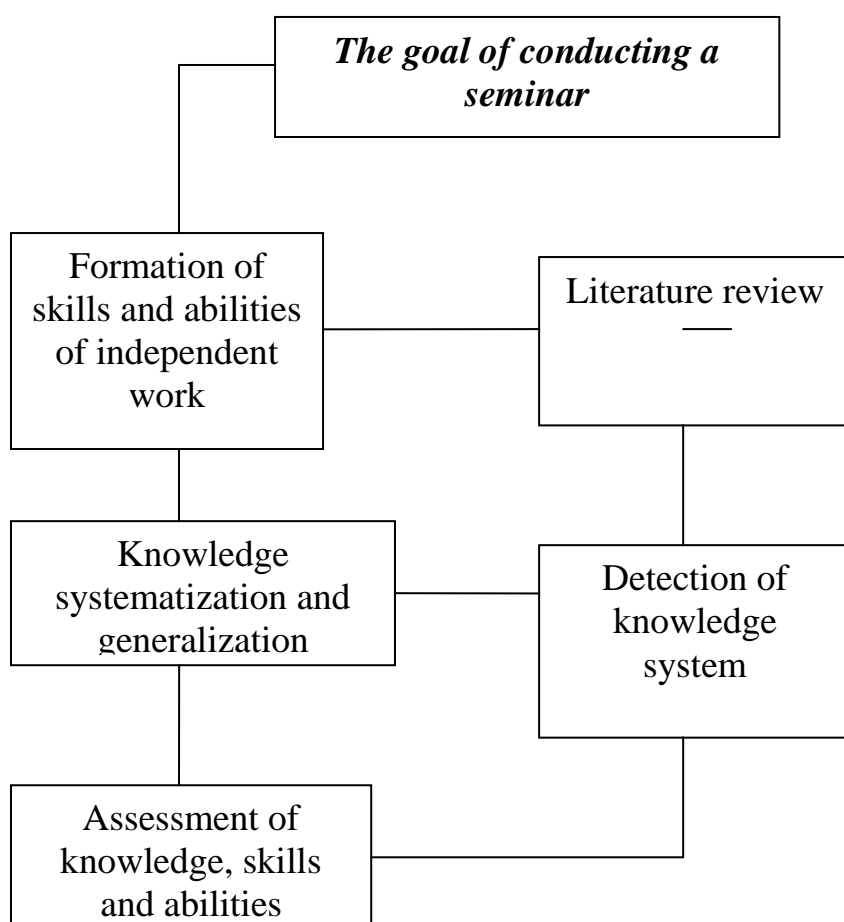 The goal of conducting a
seminar
Formation of
skills and abilities
of independent
work
Literature review
Knowledge
systematization and
generalization
Detection of
knowledge
system
Assessment of
knowledge, skills
and abilities